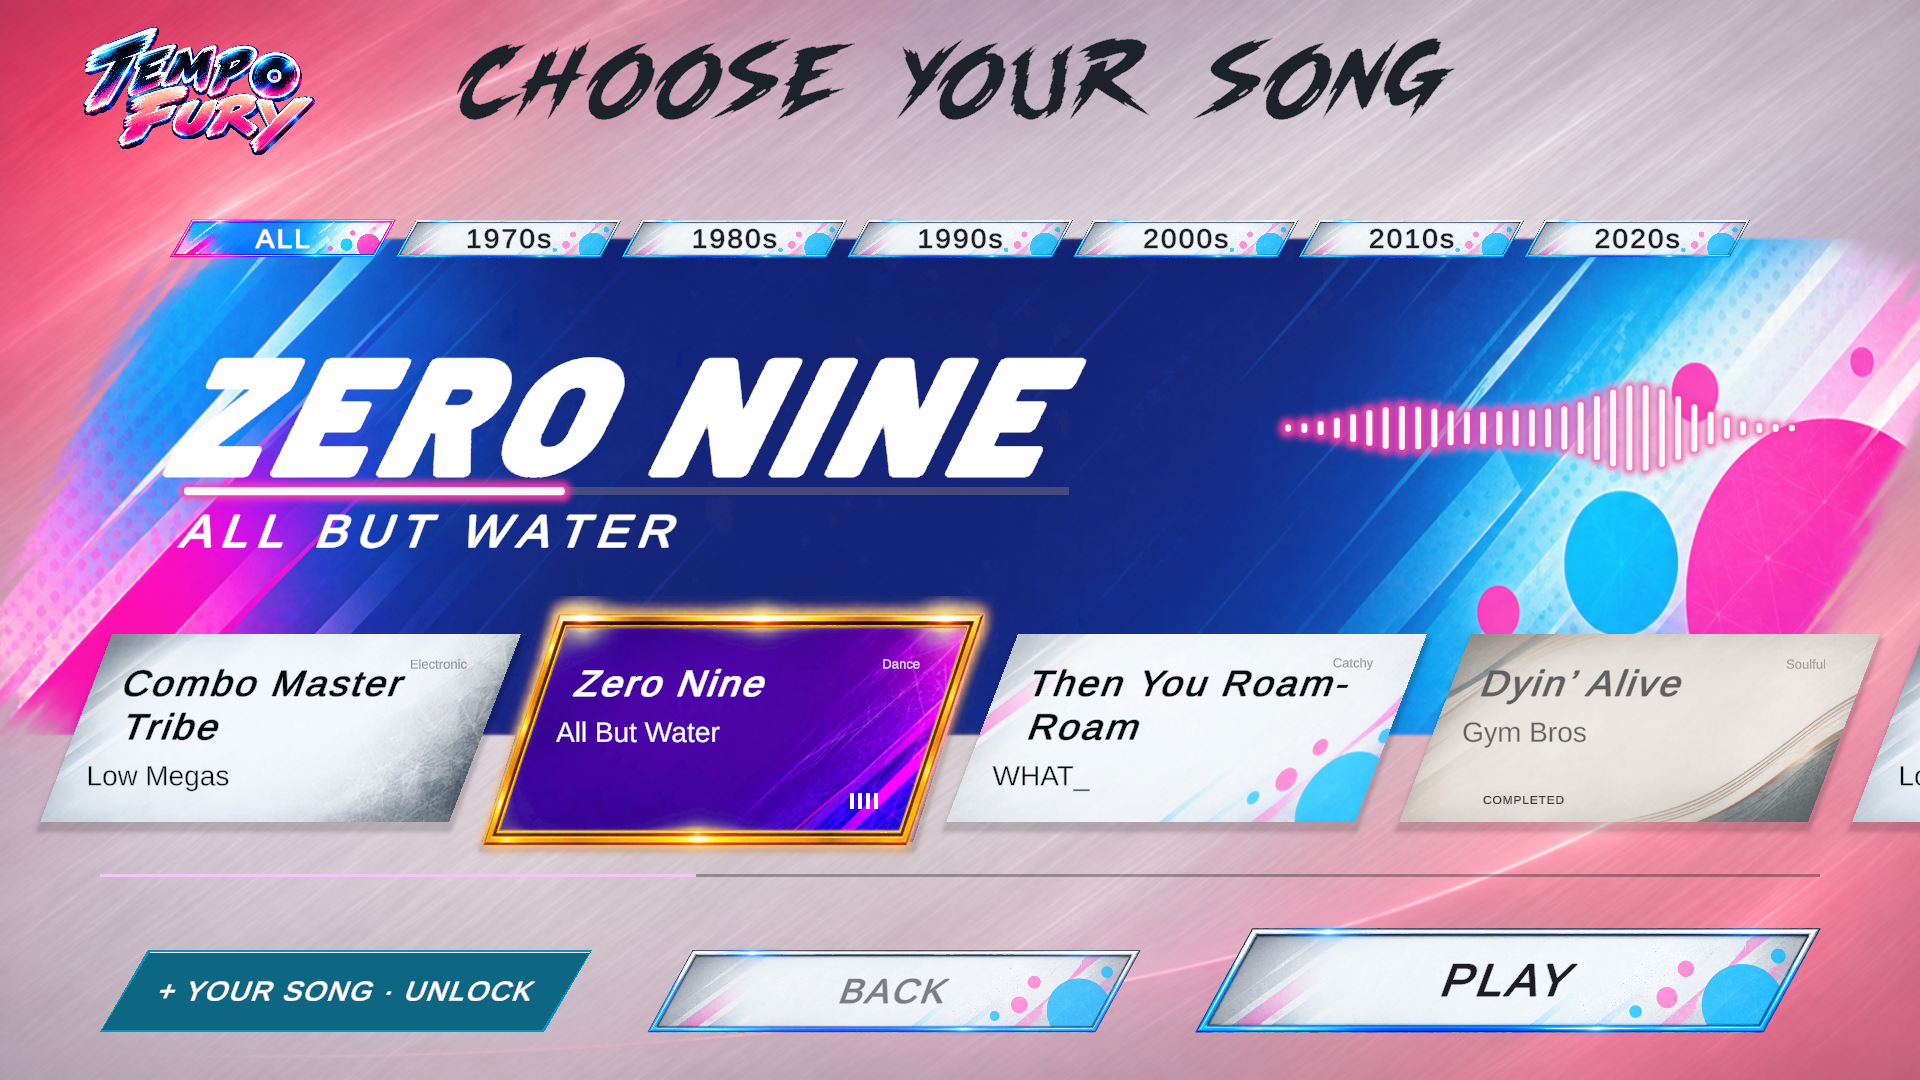 TEMPO
FURY
CHOOSE YOUR SONG
ALL
1970s
1980s
1990s
2000s
2010s
2020s
ZERO NINE
ALL BUT WATER
Combo Master
Tribe
Electronic
Low Megas
Zero Nine
Dance
All But Water
Then You Roam-
Roam
Catchy
WHAT_
Dyin’ Alive
Soulful
Gym Bros
COMPLETED
Lo
+ YOUR SONG · UNLOCK
BACK
PLAY